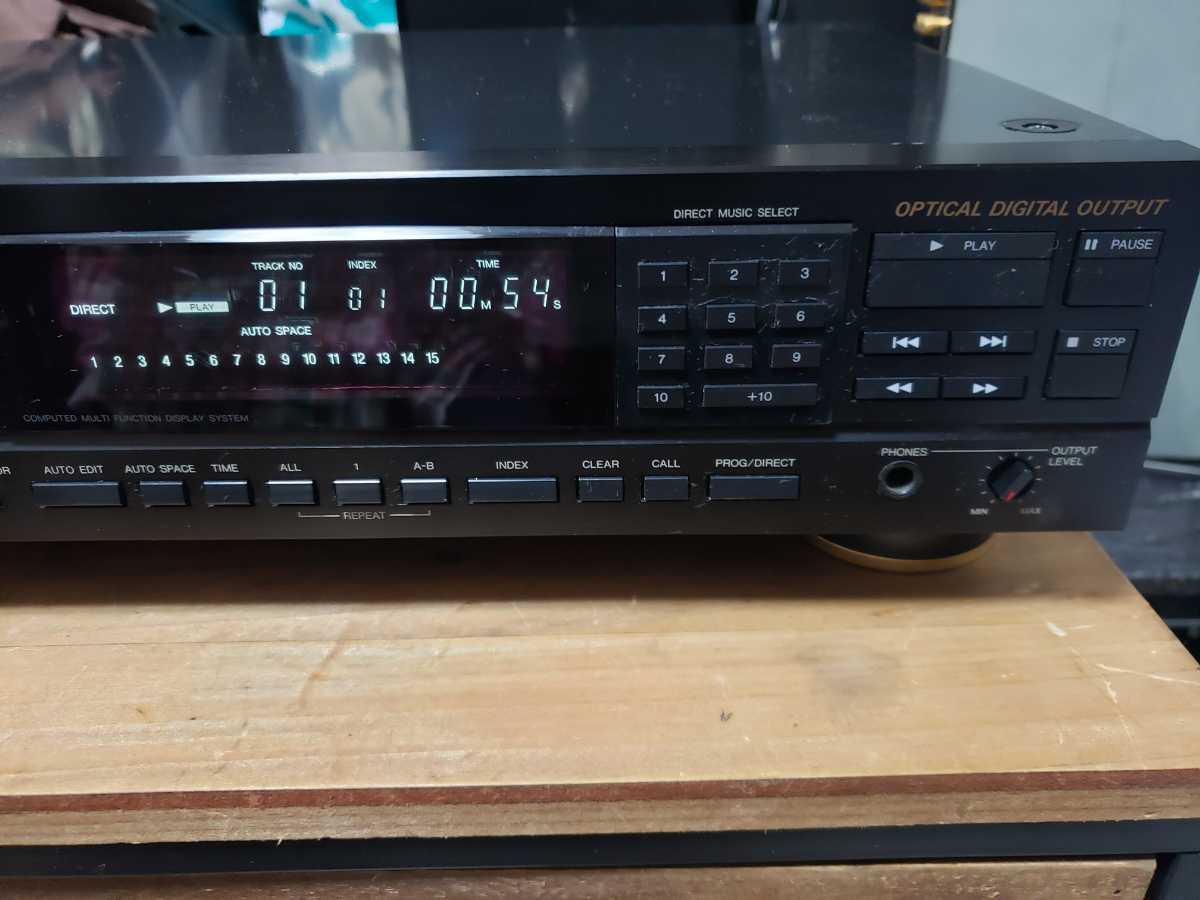 OPTICAL DIGITAL OUTPUT
DIRECT MUSIC SELECT
TRACK NO INDEX TIME
DIRECT PLAY 01 01 00M 54S
AUTO SPACE
1 2 3 4 5 6 7 8 9 10 11 12 13 14 15
COMPUTED MULTI FUNCTION DISPLAY SYSTEM
1 2 3
4 5 6
7 8 9
10 +10
PLAY PAUSE
STOP
AUTO EDIT AUTO SPACE TIME ALL 1 A-B INDEX CLEAR CALL PROG/DIRECT
REPEAT
PHONES OUTPUT
LEVEL
MIN MAX